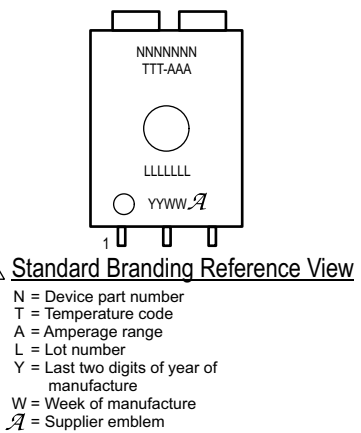 NNNNNNN
TTT-AAA
LLLLLLL
YYWW 𝒜
1
Standard Branding Reference View
N = Device part number
T = Temperature code
A = Amperage range
L = Lot number
Y = Last two digits of year of
manufacture
W = Week of manufacture
𝒜 = Supplier emblem